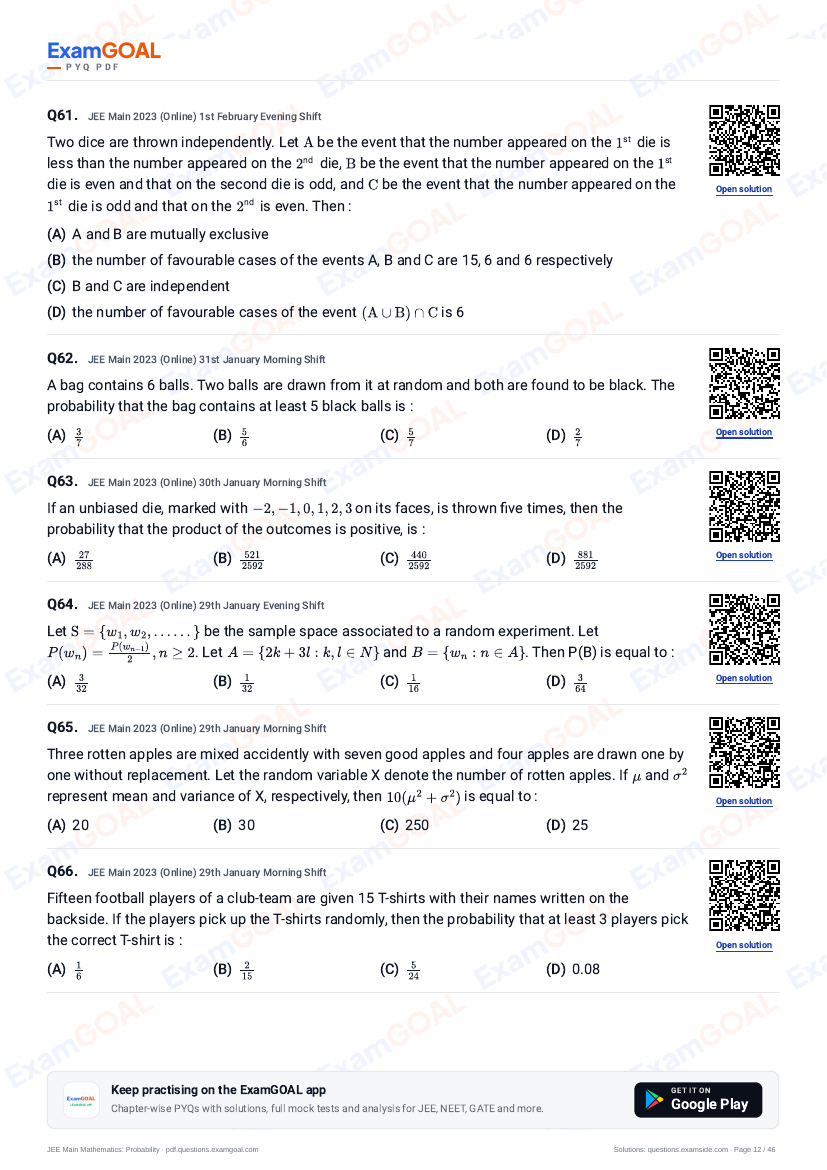 ExamGOAL
PYQ PDF
Q61. JEE Main 2023 (Online) 1st February Evening Shift
Two dice are thrown independently. Let A be the event that the number appeared on the 1st die is
less than the number appeared on the 2nd die, B be the event that the number appeared on the 1st
die is even and that on the second die is odd, and C be the event that the number appeared on the
1st die is odd and that on the 2nd is even. Then :
(A) A and B are mutually exclusive
(B) the number of favourable cases of the events A, B and C are 15, 6 and 6 respectively
(C) B and C are independent
(D) the number of favourable cases of the event (A ∪ B) ∩ C is 6
Open solution
Q62. JEE Main 2023 (Online) 31st January Morning Shift
A bag contains 6 balls. Two balls are drawn from it at random and both are found to be black. The
probability that the bag contains at least 5 black balls is :
(A) 3/7 (B) 5/6 (C) 5/7 (D) 2/7
Open solution
Q63. JEE Main 2023 (Online) 30th January Morning Shift
If an unbiased die, marked with −2, −1, 0, 1, 2, 3 on its faces, is thrown five times, then the
probability that the product of the outcomes is positive, is :
(A) 27/288 (B) 521/2592 (C) 440/2592 (D) 881/2592
Open solution
Q64. JEE Main 2023 (Online) 29th January Evening Shift
Let S = {w₁, w₂, ......} be the sample space associated to a random experiment. Let
P(wₙ) = P(wₙ₋₁)/2, n ≥ 2. Let A = {2k + 3l : k, l ∈ N} and B = {wₙ : n ∈ A}. Then P(B) is equal to :
(A) 3/32 (B) 1/32 (C) 1/16 (D) 3/64
Open solution
Q65. JEE Main 2023 (Online) 29th January Morning Shift
Three rotten apples are mixed accidently with seven good apples and four apples are drawn one by
one without replacement. Let the random variable X denote the number of rotten apples. If μ and σ²
represent mean and variance of X, respectively, then 10(μ² + σ²) is equal to :
(A) 20 (B) 30 (C) 250 (D) 25
Open solution
Q66. JEE Main 2023 (Online) 29th January Morning Shift
Fifteen football players of a club-team are given 15 T-shirts with their names written on the
backside. If the players pick up the T-shirts randomly, then the probability that at least 3 players pick
the correct T-shirt is :
(A) 1/6 (B) 2/15 (C) 5/24 (D) 0.08
Open solution
ExamGOAL
Keep practising on the ExamGOAL app
Chapter-wise PYQs with solutions, full mock tests and analysis for JEE, NEET, GATE and more.
GET IT ON
Google Play
JEE Main Mathematics: Probability · pdf.questions.examgoal.com
Solutions: questions.examside.com · Page 12 / 46